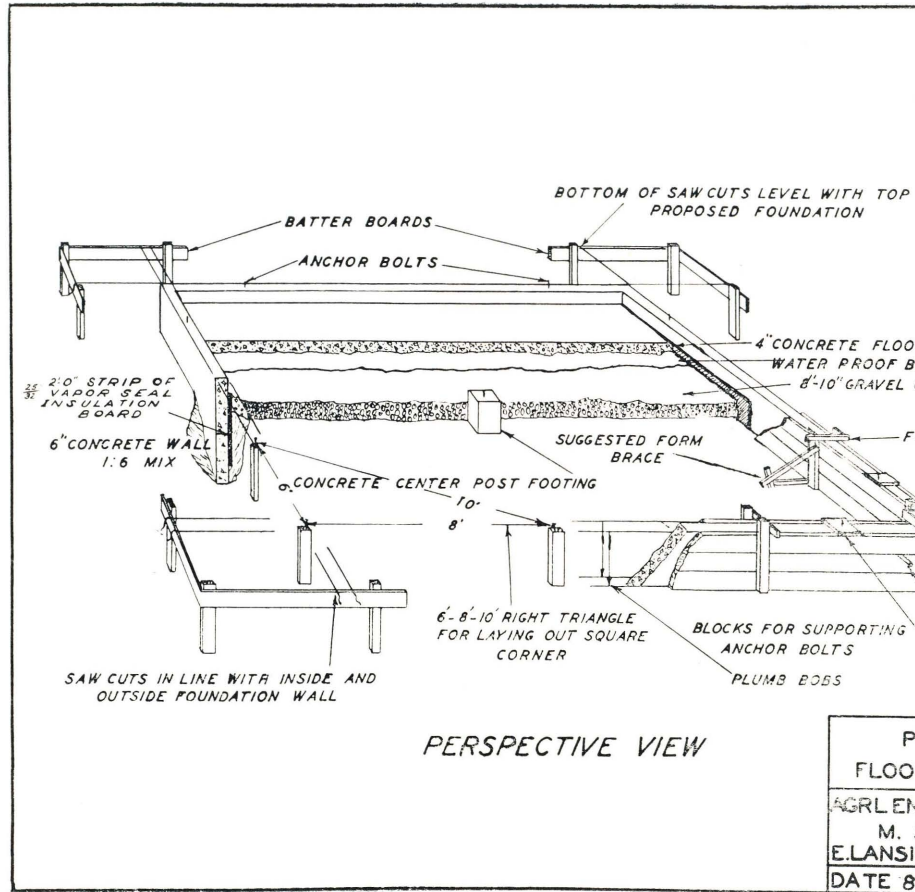 BOTTOM OF SAW CUTS LEVEL WITH TOP
PROPOSED FOUNDATION
BATTER BOARDS
ANCHOR BOLTS
4" CONCRETE FLOO
WATER PROOF B
8'-10" GRAVEL
25/32 2'0" STRIP OF
VAPOR SEAL
INSULATION
BOARD
6" CONCRETE WALL
1:6 MIX
SUGGESTED FORM
BRACE
F
6'
CONCRETE CENTER POST FOOTING
10'
8'
6'-8'-10' RIGHT TRIANGLE
FOR LAYING OUT SQUARE
CORNER
BLOCKS FOR SUPPORTING
ANCHOR BOLTS
PLUMB BOBS
SAW CUTS IN LINE WITH INSIDE AND
OUTSIDE FOUNDATION WALL
PERSPECTIVE VIEW
P
FLOO
AGRL EN
M.
E.LANSI
DATE 8